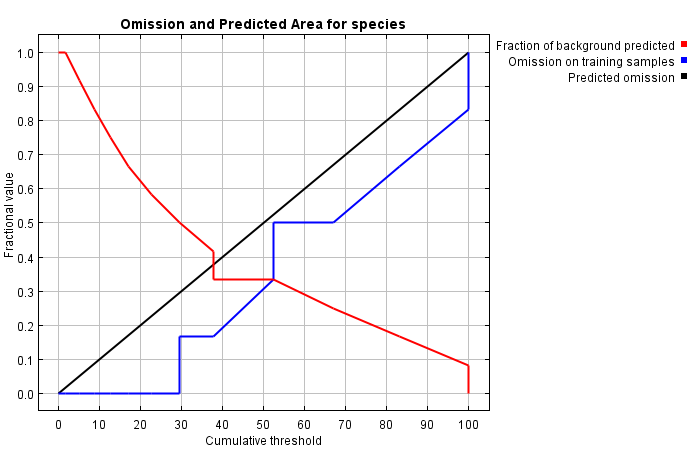 Omission and Predicted Area for species
Fraction of background predicted
Omission on training samples
Predicted omission
Fractional value
1.0
0.9
0.8
0.7
0.6
0.5
0.4
0.3
0.2
0.1
0.0
0 10 20 30 40 50 60 70 80 90 100
Cumulative threshold